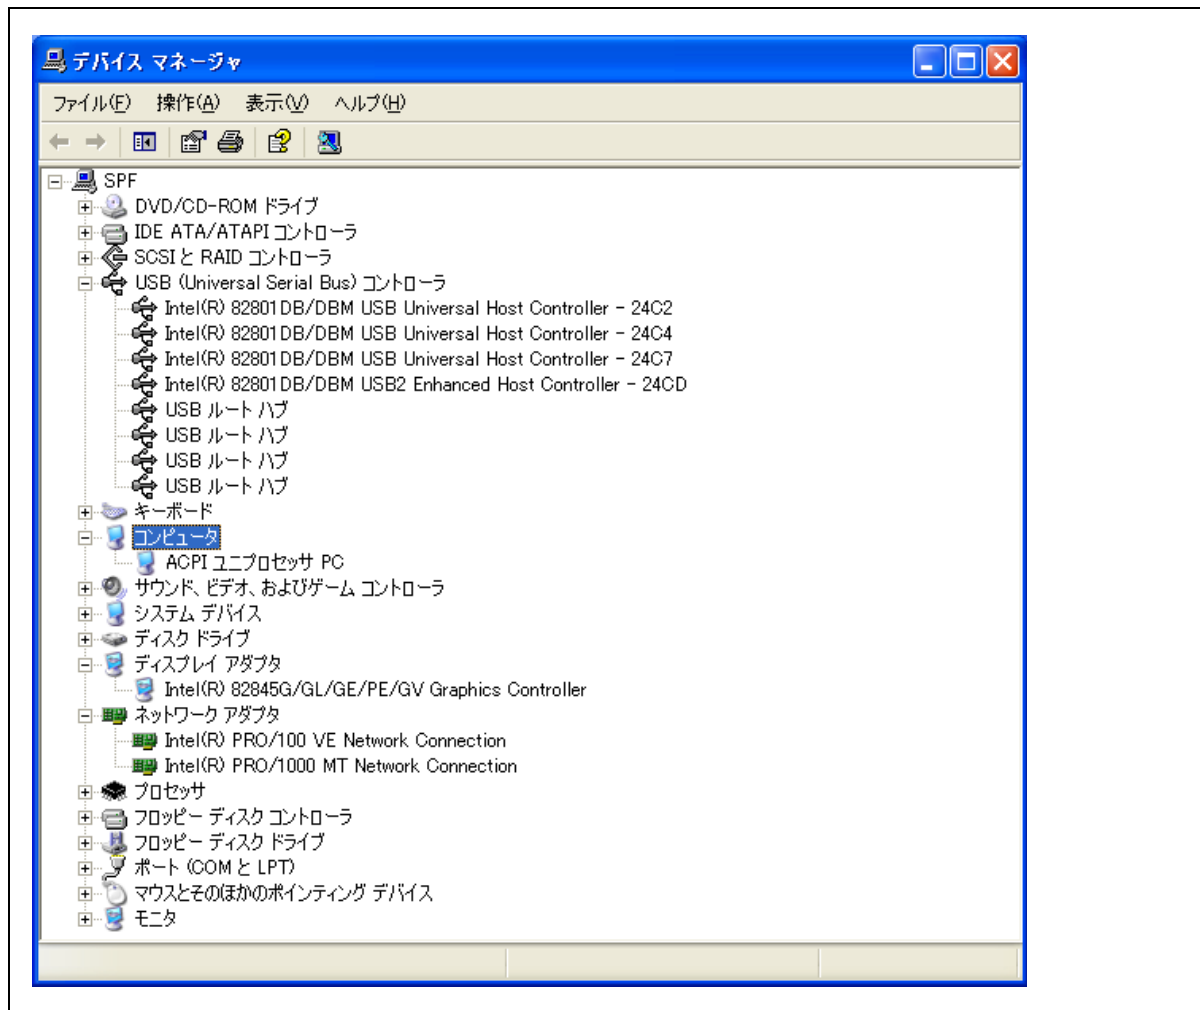 デバイス マネージャ
ファイル(F) 操作(A) 表示(V) ヘルプ(H)
SPF
DVD/CD-ROM ドライブ
IDE ATA/ATAPI コントローラ
SCSI と RAID コントローラ
USB (Universal Serial Bus) コントローラ
Intel(R) 82801DB/DBM USB Universal Host Controller - 24C2
Intel(R) 82801DB/DBM USB Universal Host Controller - 24C4
Intel(R) 82801DB/DBM USB Universal Host Controller - 24C7
Intel(R) 82801DB/DBM USB2 Enhanced Host Controller - 24CD
USB ルート ハブ
USB ルート ハブ
USB ルート ハブ
USB ルート ハブ
キーボード
コンピュータ
ACPI ユニプロセッサ PC
サウンド、ビデオ、およびゲーム コントローラ
システム デバイス
ディスク ドライブ
ディスプレイ アダプタ
Intel(R) 82845G/GL/GE/PE/GV Graphics Controller
ネットワーク アダプタ
Intel(R) PRO/100 VE Network Connection
Intel(R) PRO/1000 MT Network Connection
プロセッサ
フロッピー ディスク コントローラ
フロッピー ディスク ドライブ
ポート (COM と LPT)
マウスとそのほかのポインティング デバイス
モニタ